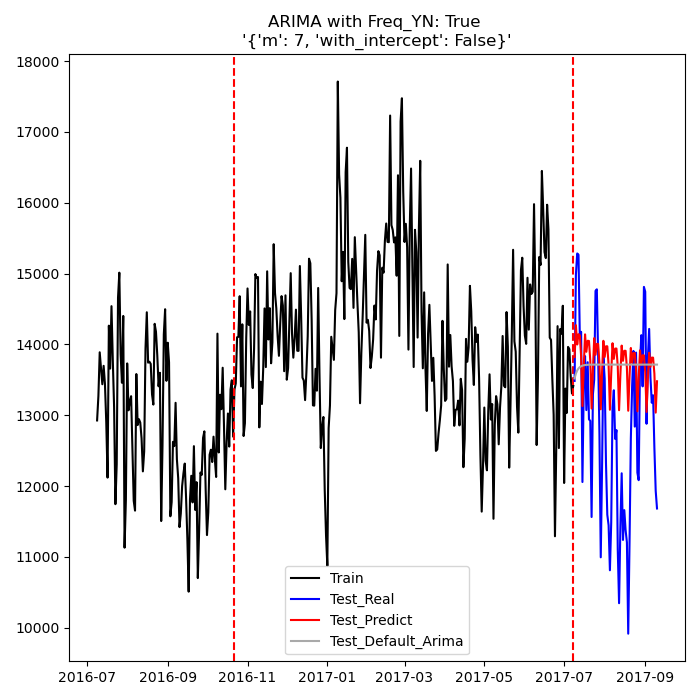 ARIMA with Freq_YN: True
'{'m': 7, 'with_intercept': False}'
18000
17000
16000
15000
14000
13000
12000
11000
10000
Train
Test_Real
Test_Predict
Test_Default_Arima
2016-07 2016-09 2016-11 2017-01 2017-03 2017-05 2017-07 2017-09